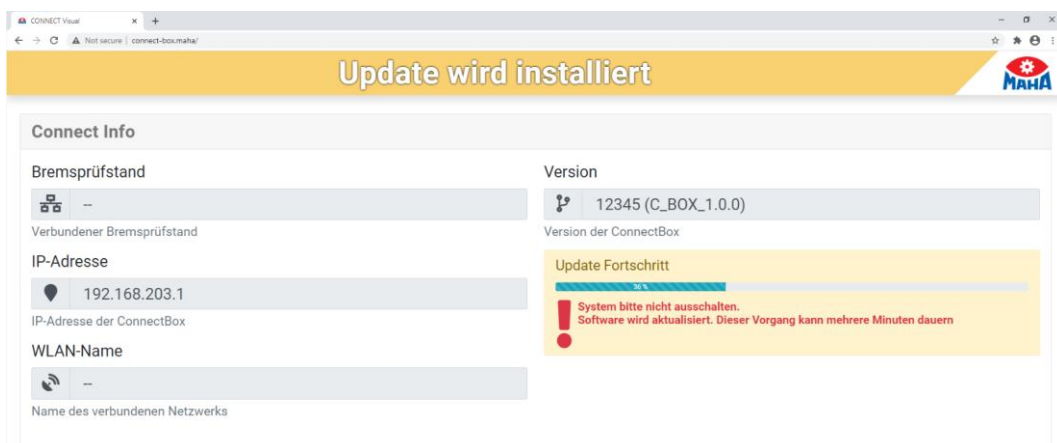 CONNECT Visual
Not secure | connect-box.maha/
Update wird installiert
MAHA
Connect Info
Bremsprüfstand
--
Verbundener Bremsprüfstand
IP-Adresse
192.168.203.1
IP-Adresse der ConnectBox
WLAN-Name
--
Name des verbundenen Netzwerks
Version
12345 (C_BOX_1.0.0)
Version der ConnectBox
Update Fortschritt
36 %
System bitte nicht ausschalten.
Software wird aktualisiert. Dieser Vorgang kann mehrere Minuten dauern